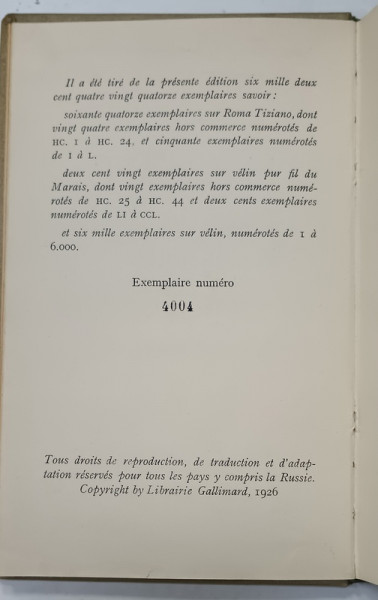 Il a été tiré de la présente édition six mille deux
cent quatre vingt quatorze exemplaires savoir :
soixante quatorze exemplaires sur Roma Tiziano, dont
vingt quatre exemplaires hors commerce numérotés de
HC. I à HC. 24, et cinquante exemplaires numérotés
de I à L.
deux cent vingt exemplaires sur vélin pur fil du
Marais, dont vingt exemplaires hors commerce numé-
rotés de HC. 25 à HC. 44 et deux cents exemplaires
numérotés de LI à CCL.
et six mille exemplaires sur vélin, numérotés de 1 à
6.000.
Exemplaire numéro
4004
Tous droits de reproduction, de traduction et d'adap-
tation réservés pour tous les pays y compris la Russie.
Copyright by Librairie Gallimard, 1926